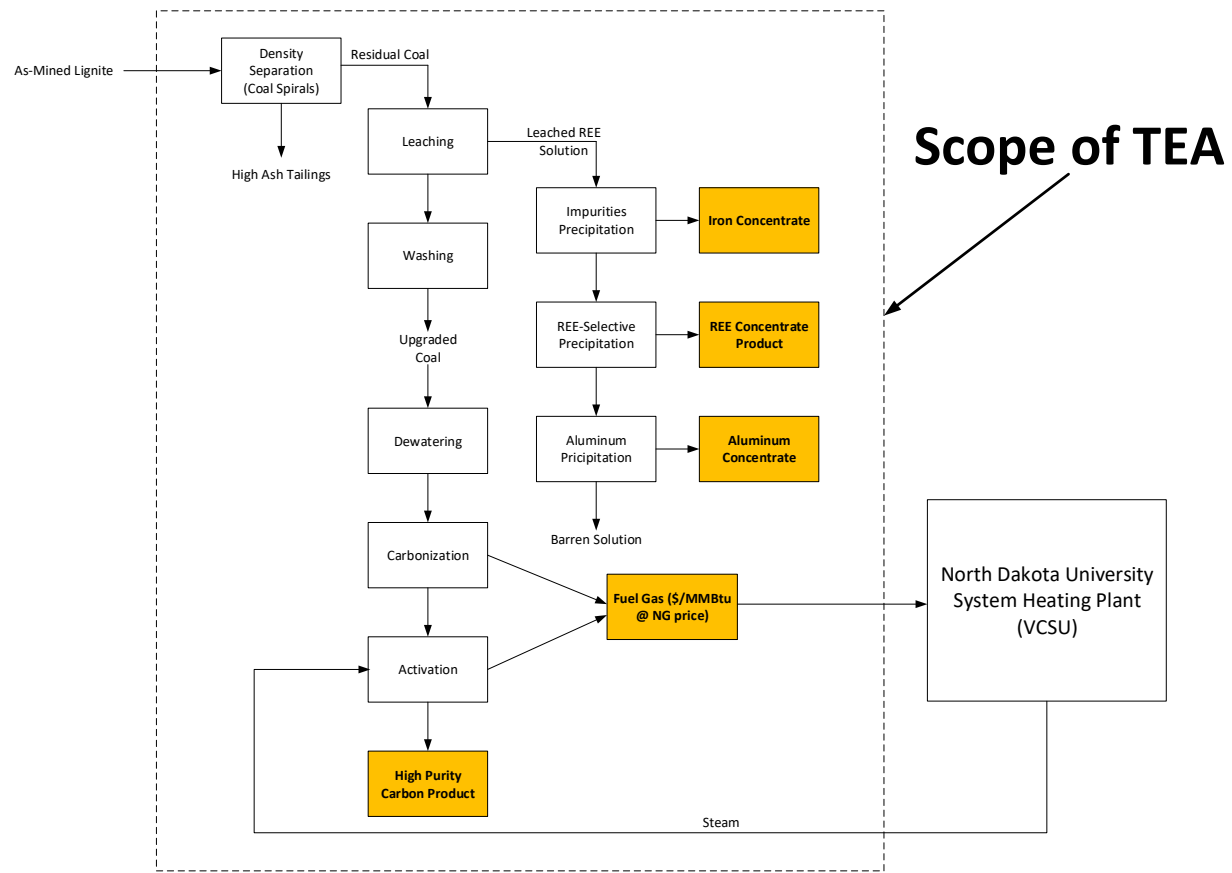 Density
Separation
(Coal Spirals)
Residual Coal
As-Mined Lignite
High Ash Tailings
Leaching
Leached REE
Solution
Scope of TEA
Impurities
Precipitation
Iron Concentrate
Washing
REE-Selective
Precipitation
REE Concentrate
Product
Upgraded
Coal
Dewatering
Aluminum
Pricipitation
Aluminum
Concentrate
Barren Solution
Carbonization
Fuel Gas ($/MMBtu
@ NG price)
North Dakota University
System Heating Plant
(VCSU)
Activation
High Purity
Carbon Product
Steam